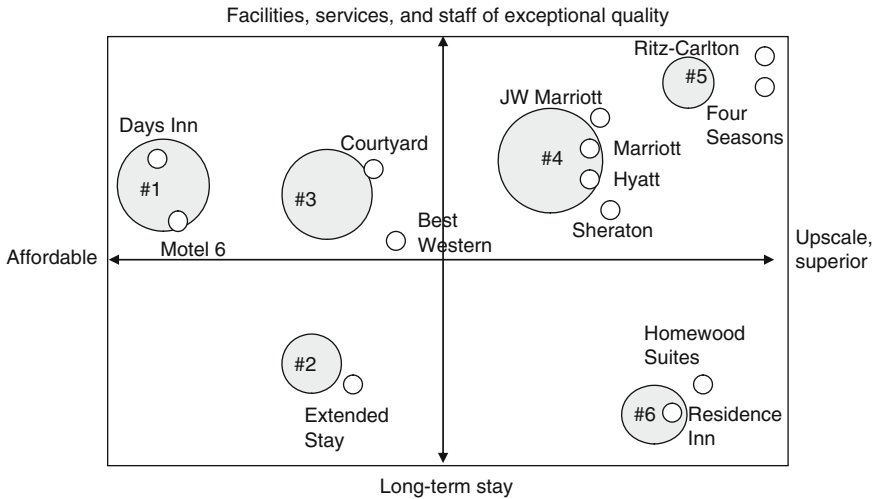 Facilities, services, and staff of exceptional quality
Ritz-Carlton
#5
JW Marriott
Four
Seasons
Days Inn
Courtyard
#4
Marriott
#1
#3
Hyatt
Best
Western
Sheraton
Motel 6
Affordable
Upscale,
superior
Homewood
Suites
#2
Extended
Stay
#6
Residence
Inn
Long-term stay